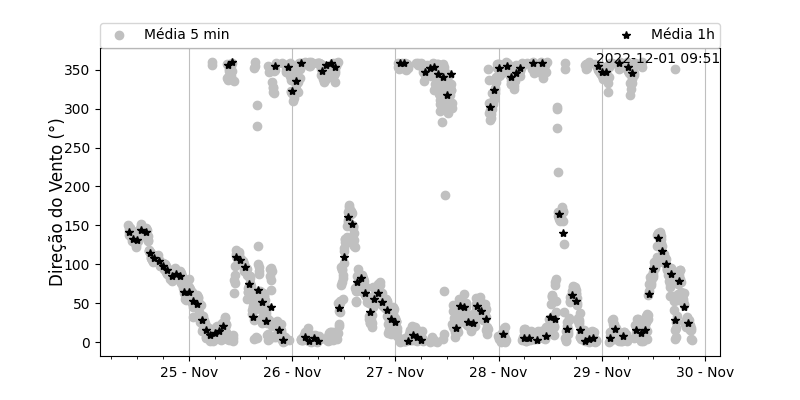 Média 5 min
Média 1h
2022-12-01 09:51
Direção do Vento (°)
350
300
250
200
150
100
50
0
25 - Nov
26 - Nov
27 - Nov
28 - Nov
29 - Nov
30 - Nov